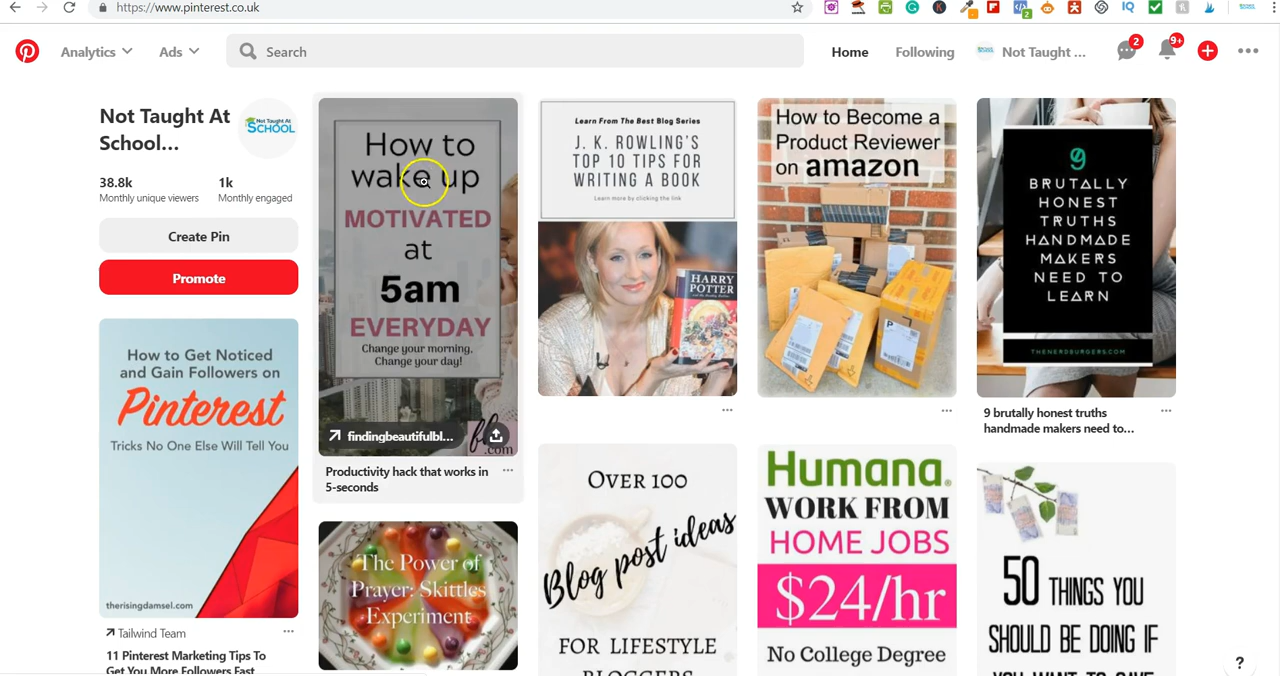 https://www.pinterest.co.uk
2
Analytics
Ads
Search
Home
Following
Not Taught ...
2
9+
Not Taught At
School...
Not Taught At
SCHOOL
38.8k
Monthly unique viewers
1k
Monthly engaged
Create Pin
Promote
How to Get Noticed
and Gain Followers on
Pinterest
Tricks No One Else Will Tell You
therisingdamsel.com
Tailwind Team
11 Pinterest Marketing Tips To
Get You More Followers Fast
How to
wake up
MOTIVATED
at
5am
EVERYDAY
Change your morning,
Change your day!
findingbeautifulbl...
.com
Productivity hack that works in
5-seconds
The Power of
Prayer: Skittles
Experiment
Learn From The Best Blog Series
J. K. ROWLING'S
TOP 10 TIPS FOR
WRITING A BOOK
Learn more by clicking the link
HARRY
POTTER
OVER 100
Blog post ideas
FOR LIFESTYLE
BLOGGERS
How to Become a
Product Reviewer
on amazon
Humana.
WORK FROM
HOME JOBS
$24/hr
No College Degree
9
BRUTALLY
HONEST
TRUTHS
HANDMADE
MAKERS
NEED TO
LEARN
THENERDBURGERS.COM
9 brutally honest truths
handmade makers need to...
50 THINGS YOU
SHOULD BE DOING IF
YOU WANT TO SAVE
?